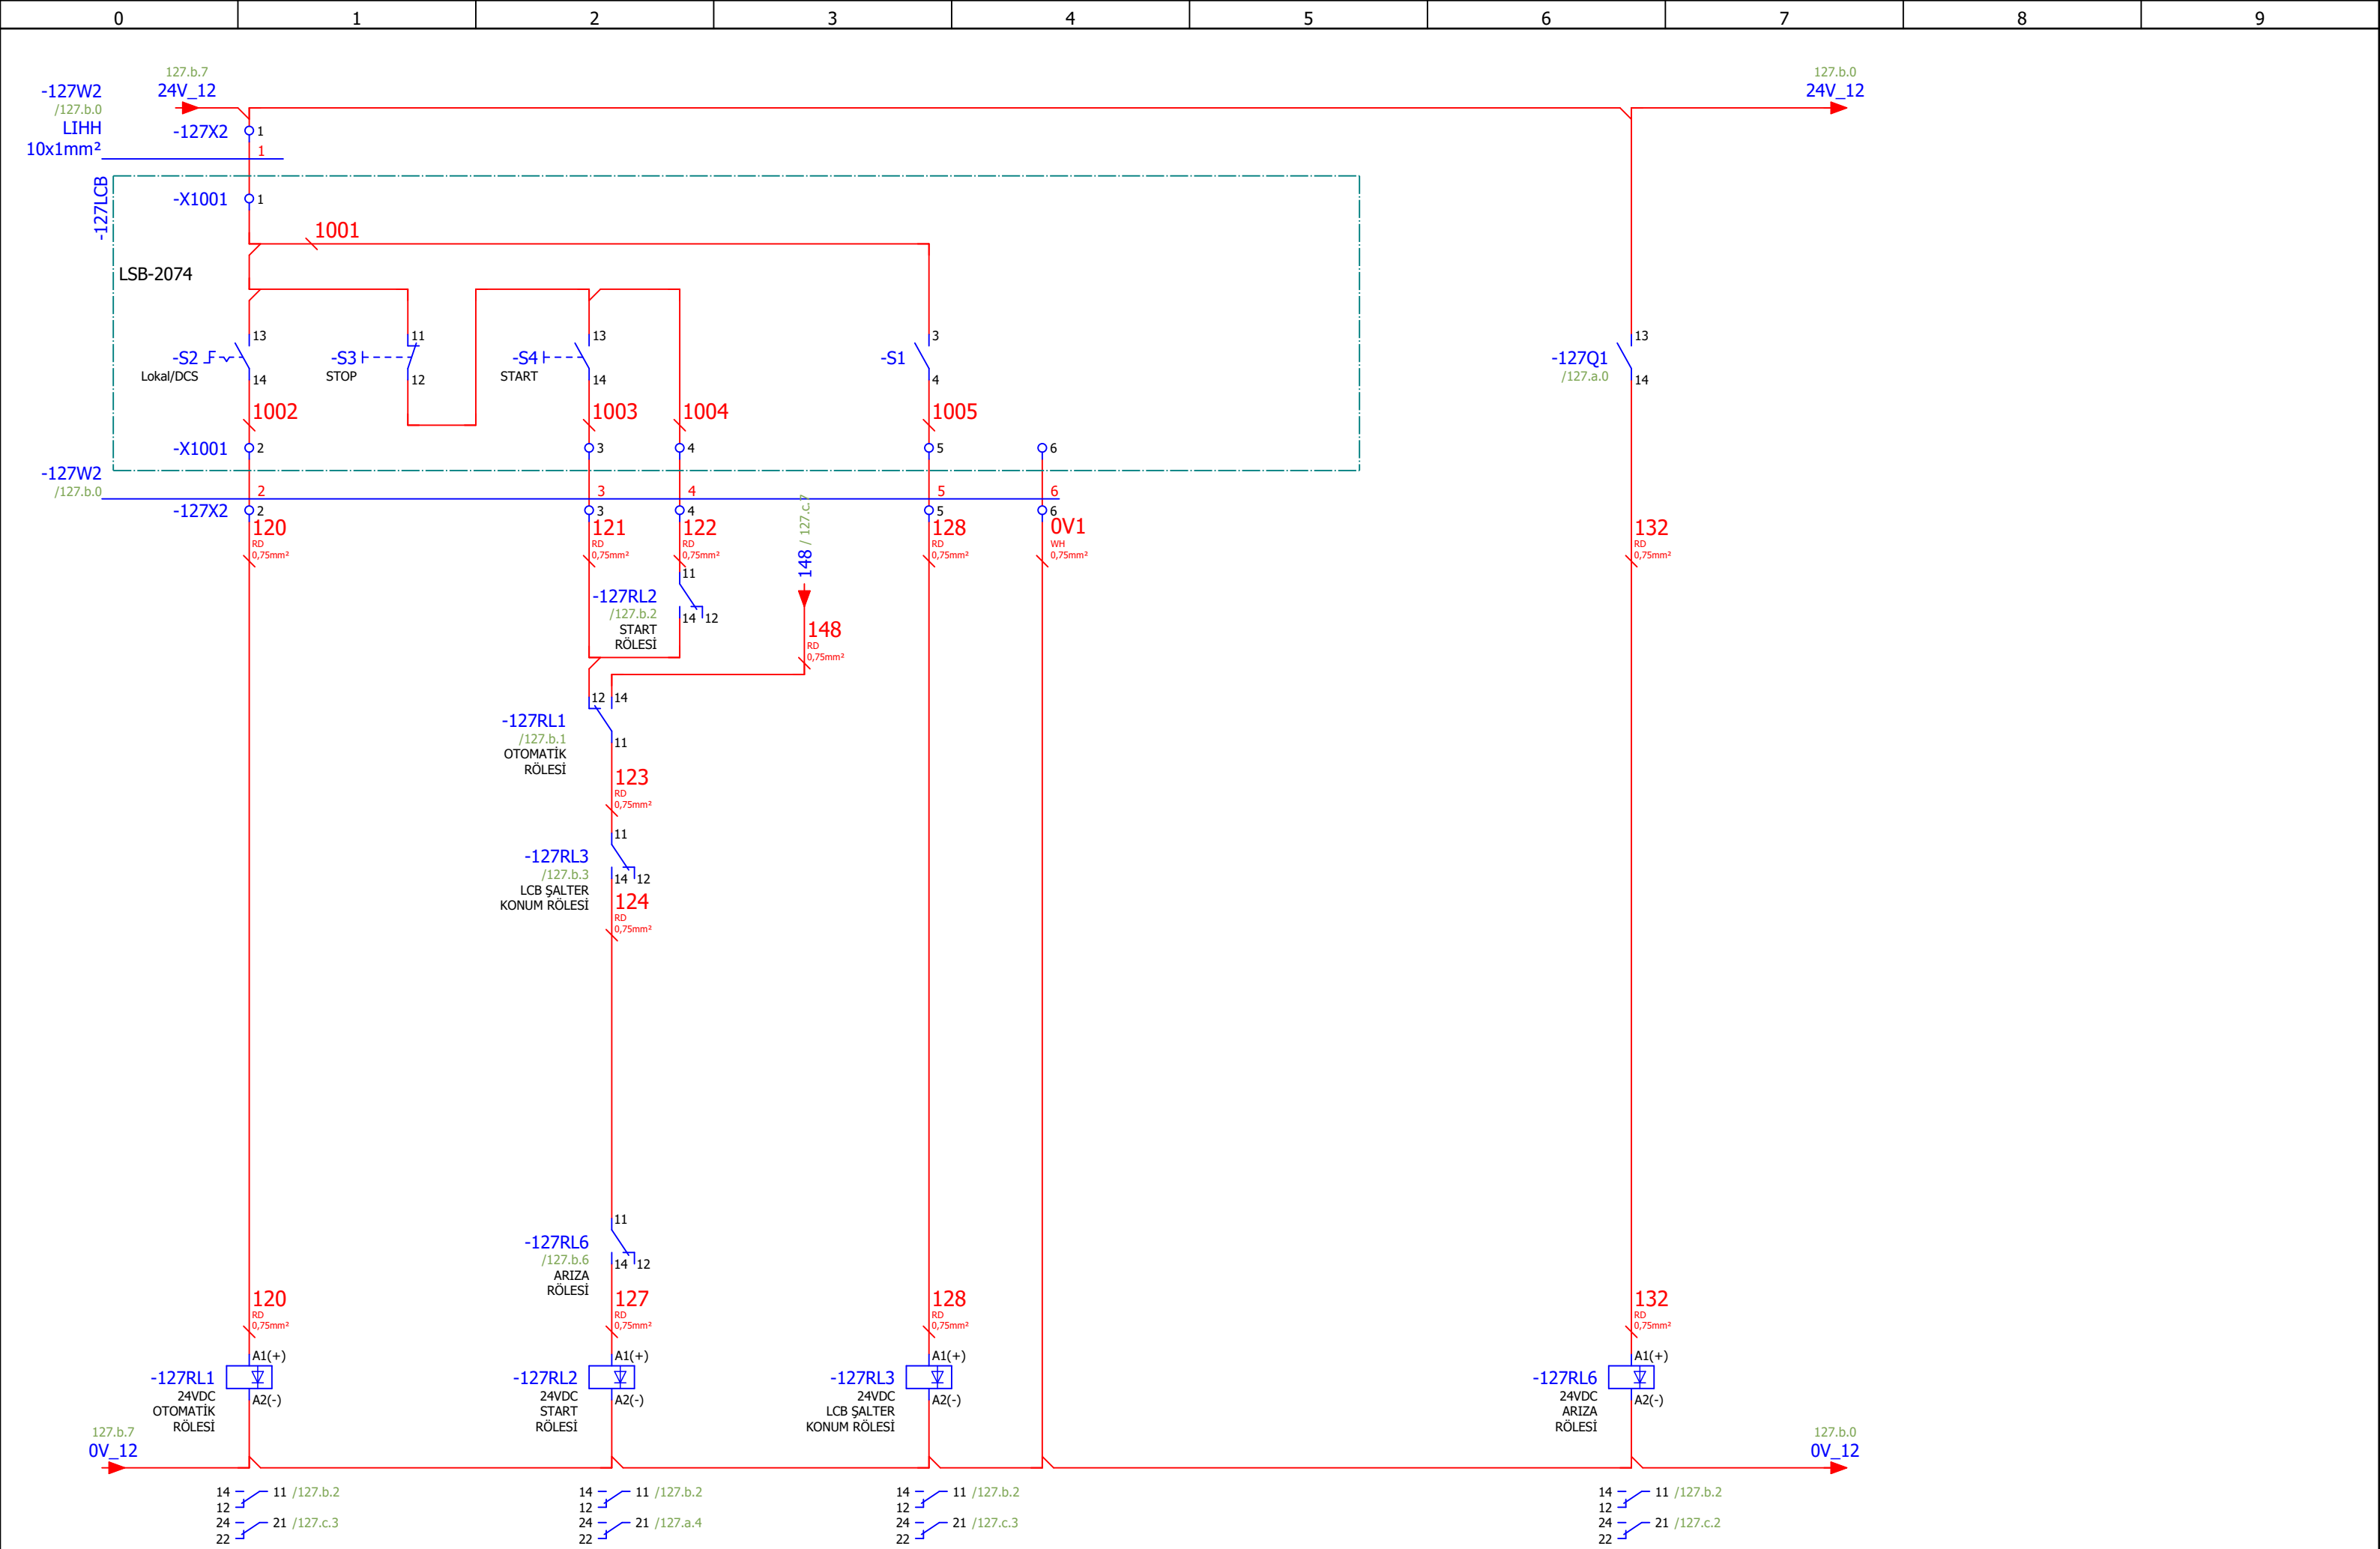 0 1 2 3 4 5 6 7 8 9
127.b.7
24V_12
127.b.0
24V_12
-127W2
/127.b.0
LIHH
10x1mm²
-127X2 1
1
-127LCB
-X1001 1
1001
LSB-2074
-S2
Lokal/DCS
13
14
-S3
STOP
11
12
-S4
START
13
14
-S1
3
4
-127Q1
/127.a.0
13
14
1002 1003 1004 1005
-X1001 2 3 4 5 6
-127W2
/127.b.0
2 3 4 5 6
-127X2 2 3 4 5 6
120
RD
0,75mm²
121
RD
0,75mm²
122
RD
0,75mm²
148 / 127.c.7
128
RD
0,75mm²
0V1
WH
0,75mm²
132
RD
0,75mm²
-127RL2
/127.b.2
START
RÖLESİ
11
14 12
148
RD
0,75mm²
12 14
-127RL1
/127.b.1
OTOMATİK
RÖLESİ
11
123
RD
0,75mm²
11
-127RL3
/127.b.3
LCB ŞALTER
KONUM RÖLESİ
14 12
124
RD
0,75mm²
11
-127RL6
/127.b.6
ARIZA
RÖLESİ
14 12
120
RD
0,75mm²
127
RD
0,75mm²
128
RD
0,75mm²
132
RD
0,75mm²
-127RL1
24VDC
OTOMATİK
RÖLESİ
A1(+)
A2(-)
-127RL2
24VDC
START
RÖLESİ
A1(+)
A2(-)
-127RL3
24VDC
LCB ŞALTER
KONUM RÖLESİ
A1(+)
A2(-)
-127RL6
24VDC
ARIZA
RÖLESİ
A1(+)
A2(-)
127.b.7
0V_12
127.b.0
0V_12
14 11 /127.b.2
12
24 21 /127.c.3
22
14 11 /127.b.2
12
24 21 /127.a.4
22
14 11 /127.b.2
12
24 21 /127.c.3
22
14 11 /127.b.2
12
24 21 /127.c.2
22